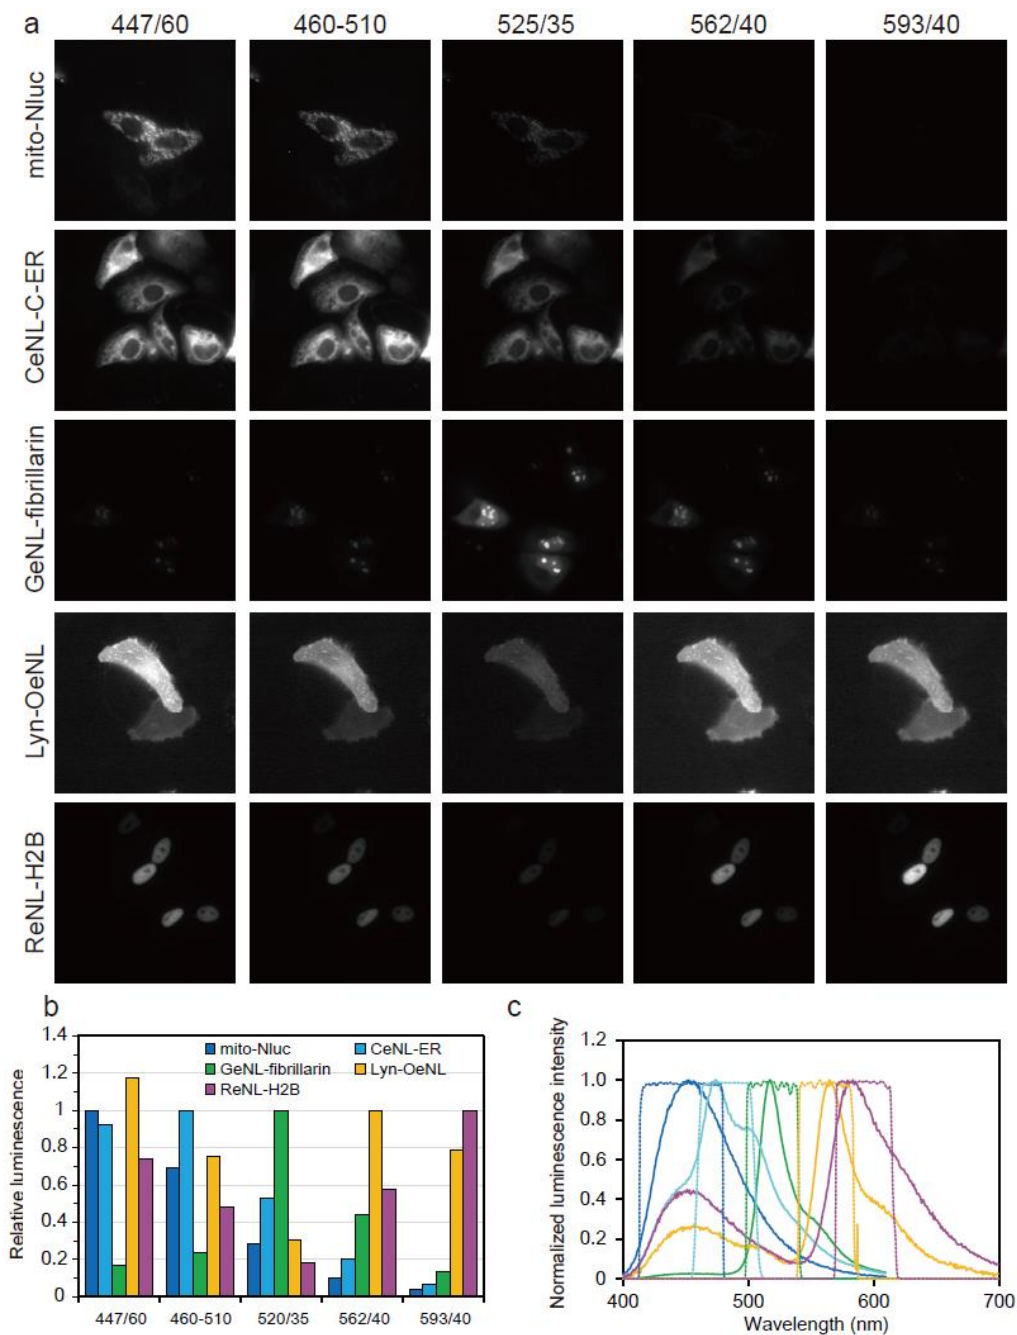 a
447/60 460-510 525/35 562/40 593/40
mito-Nluc
CeNL-C-ER
GeNL-fibrillarin
Lyn-OeNL
ReNL-H2B
b
Relative luminescence
1.4
1.2
1
0.8
0.6
0.4
0.2
0
mito-Nluc CeNL-ER
GeNL-fibrillarin Lyn-OeNL
ReNL-H2B
447/60 460-510 520/35 562/40 593/40
c
Normalized luminescence intensity
1.2
1.0
0.8
0.6
0.4
0.2
0
400 500 600 700
Wavelength (nm)